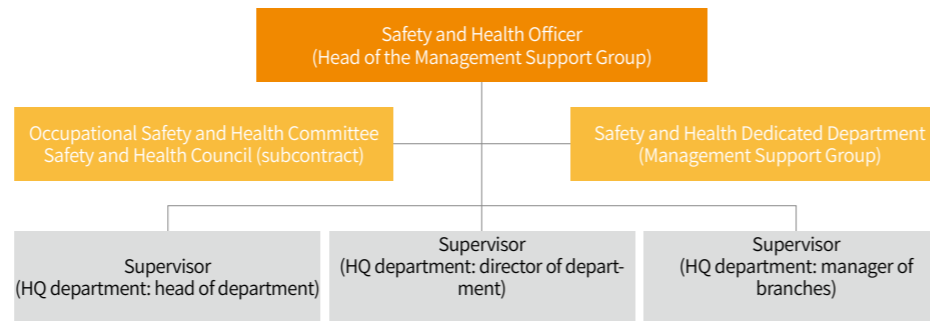 Safety and Health Officer
(Head of the Management Support Group)
Occupational Safety and Health Committee
Safety and Health Council (subcontract)
Safety and Health Dedicated Department
(Management Support Group)
Supervisor
(HQ department: head of department)
Supervisor
(HQ department: director of depart-
ment)
Supervisor
(HQ department: manager of
branches)